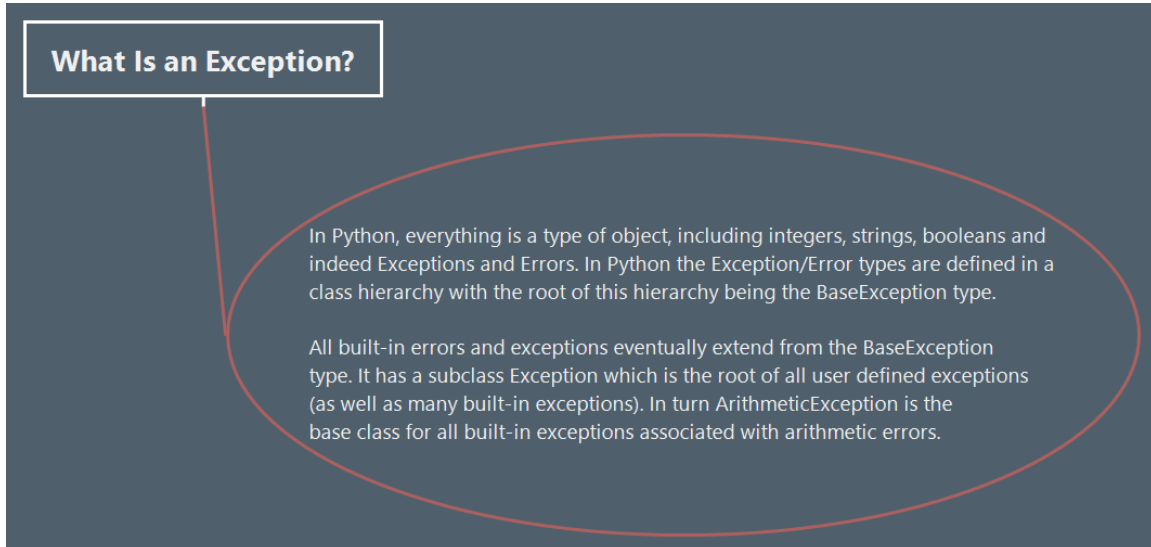 What Is an Exception?
In Python, everything is a type of object, including integers, strings, booleans and
indeed Exceptions and Errors. In Python the Exception/Error types are defined in a
class hierarchy with the root of this hierarchy being the BaseException type.
All built-in errors and exceptions eventually extend from the BaseException
type. It has a subclass Exception which is the root of all user defined exceptions
(as well as many built-in exceptions). In turn ArithmeticException is the
base class for all built-in exceptions associated with arithmetic errors.